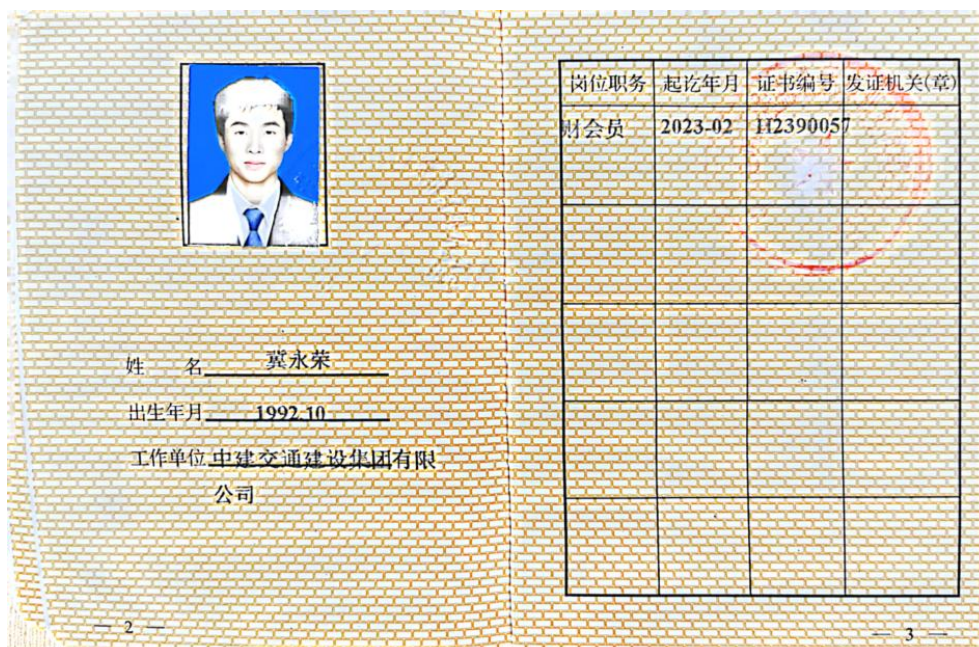 姓 名 冀永荣
出生年月 1992.10
工作单位 中建交通建设集团有限
公司
— 2 —
岗位职务 起讫年月 证书编号 发证机关(章)
财会员 2023-02 H2390057
— 3 —